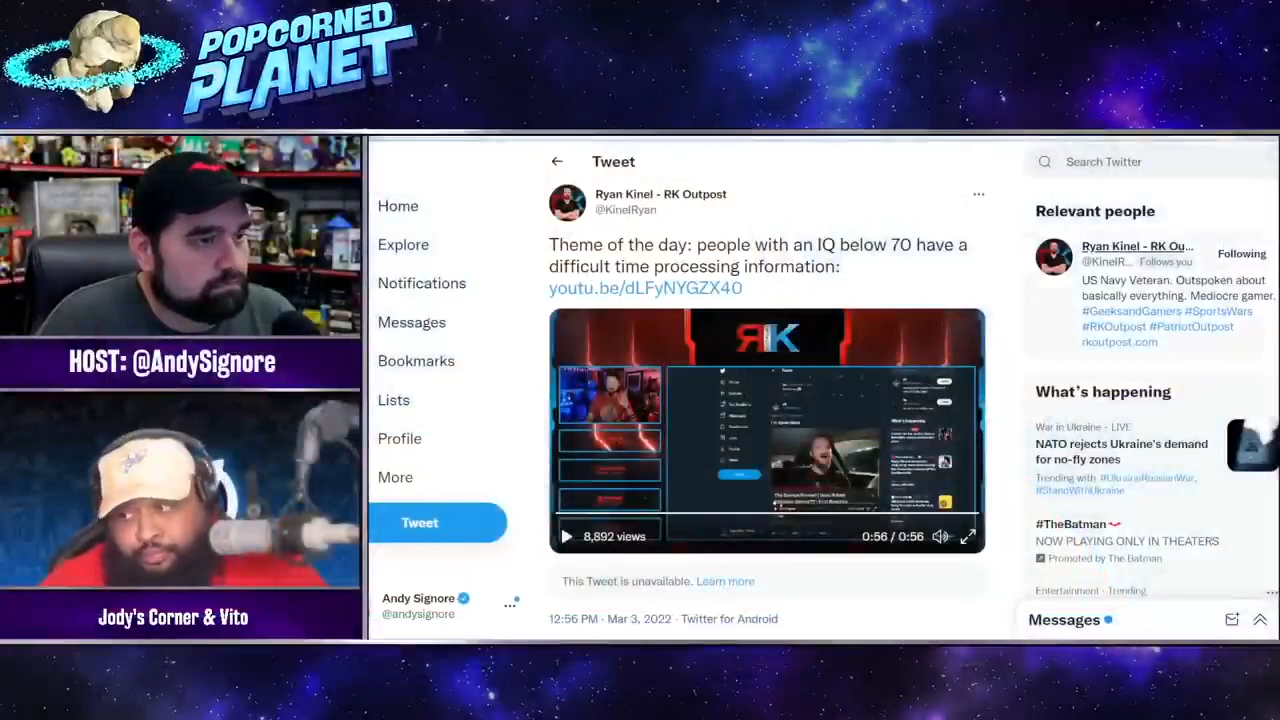 POPCORNED
PLANET
HOST: @AndySignore
Jody's Corner & Vito
Home
Explore
Notifications
Messages
Bookmarks
Lists
Profile
More
Tweet
Andy Signore
@andysignore
Tweet
Ryan Kinel - RK Outpost
@KinelRyan
Theme of the day: people with an IQ below 70 have a
difficult time processing information:
youtu.be/dLFyNYGZX40
RK
8,892 views
0:56 / 0:56
This Tweet is unavailable. Learn more
12:56 PM · Mar 3, 2022 · Twitter for Android
Search Twitter
Relevant people
Ryan Kinel - RK Ou...
@KinelR... Follows you
Following
US Navy Veteran. Outspoken about
basically everything. Mediocre gamer.
#GeeksandGamers #SportsWars
#RKOutpost #PatriotOutpost
rkoutpost.com
What's happening
War in Ukraine · LIVE
NATO rejects Ukraine's demand
for no-fly zones
Trending with #UkraineRussianWar,
#StandWithUkraine
#TheBatman
NOW PLAYING ONLY IN THEATERS
Promoted by The Batman
Entertainment · Trending
Messages